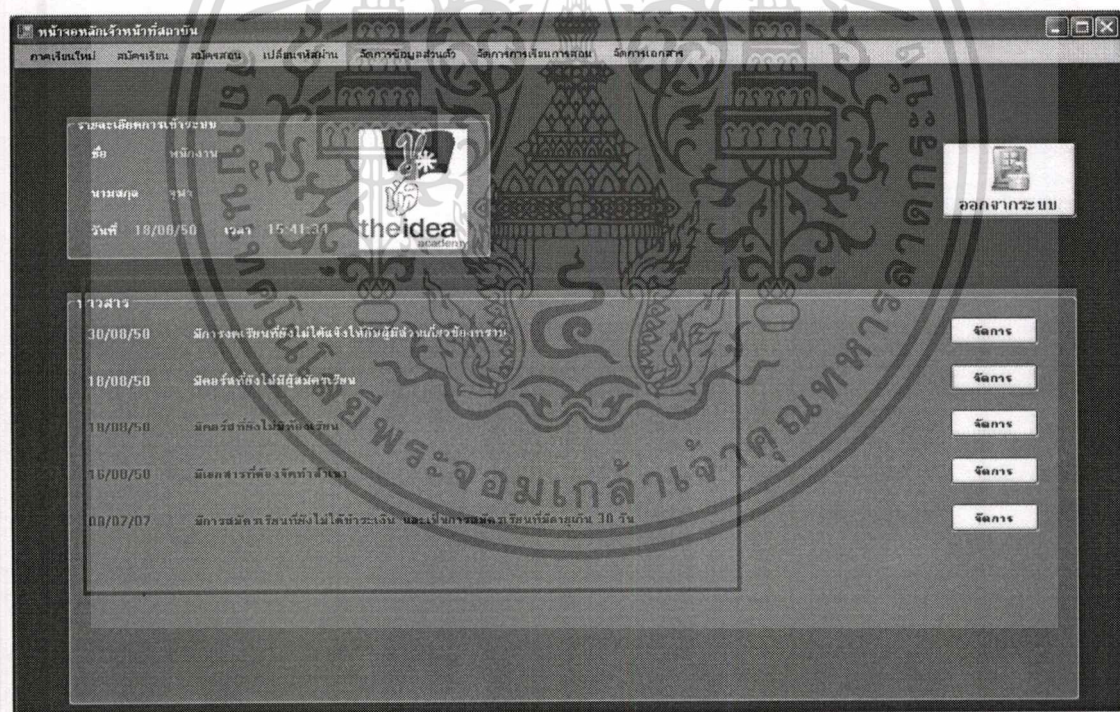 หน้าจอหลักเจ้าหน้าที่สถาบัน
ภาคเรียนใหม่ สมัครเรียน สมัครสอน เปลี่ยนรหัสผ่าน จัดการข้อมูลส่วนตัว จัดการการเรียนการสอน จัดการเอกสาร
รายละเอียดการเข้าระบบ
ชื่อ พนักงาน
นามสกุล จุฬา
วันที่ 18/08/50 เวลา 15:41:34
theidea
academy
ออกจากระบบ
ข่าวสาร
30/08/50 มีการงดเรียนที่ยังไม่ได้แจ้งให้กับผู้มีส่วนเกี่ยวข้องทราบ จัดการ
18/08/50 มีคอร์สที่ยังไม่มีผู้สมัครเรียน จัดการ
18/08/50 มีคอร์สที่ยังไม่มีห้องเรียน จัดการ
16/08/50 มีเอกสารที่ต้องจัดทำสำเนา จัดการ
09/07/07 มีการสมัครเรียนที่ยังไม่ได้ชำระเงิน และเป็นการสมัครเรียนที่มีอายุเกิน 30 วัน จัดการ
สถาบันเทคโนโลยีพระจอมเกล้าเจ้าคุณทหารลาดกระบัง